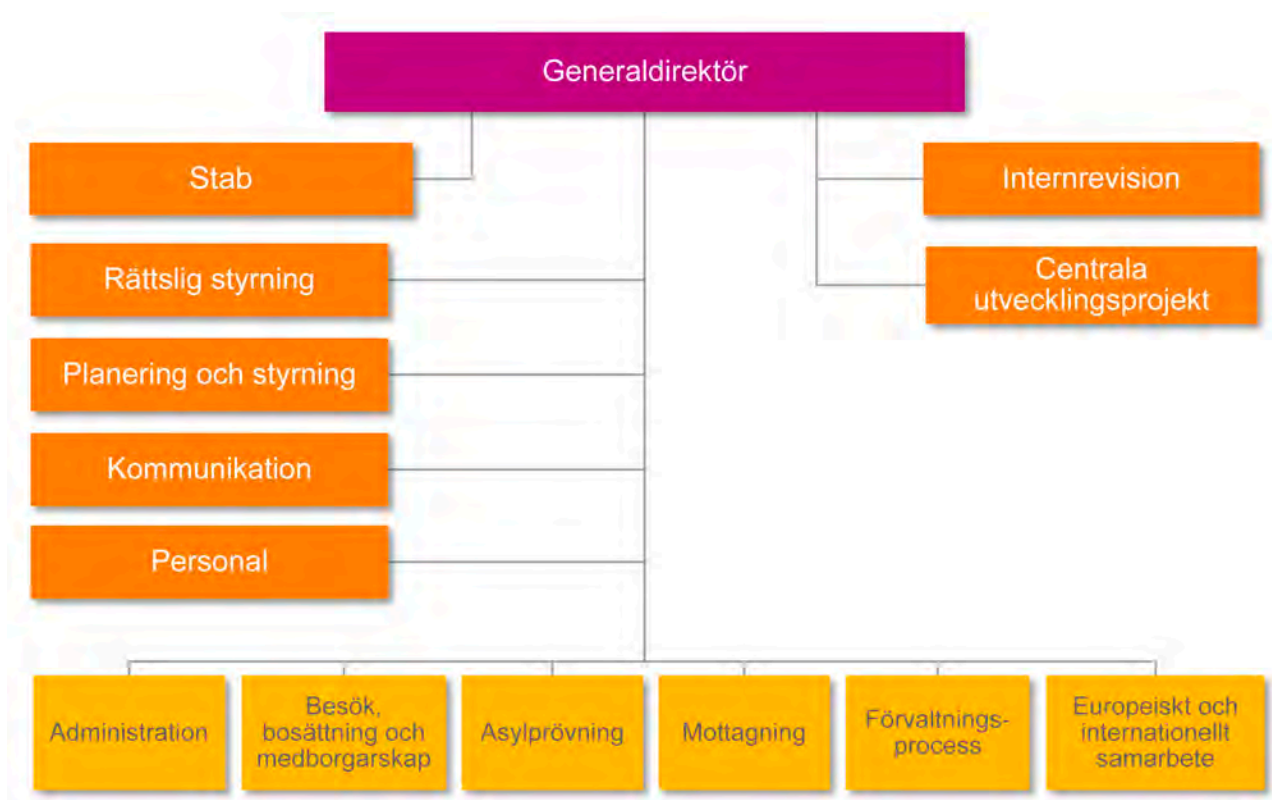 Generaldirektör
Stab
Internrevision
Rättslig styrning
Centrala
utvecklingsprojekt
Planering och styrning
Kommunikation
Personal
Administration
Besök,
bosättning och
medborgarskap
Asylprövning
Mottagning
Förvaltnings-
process
Europeiskt och
internationellt
samarbete